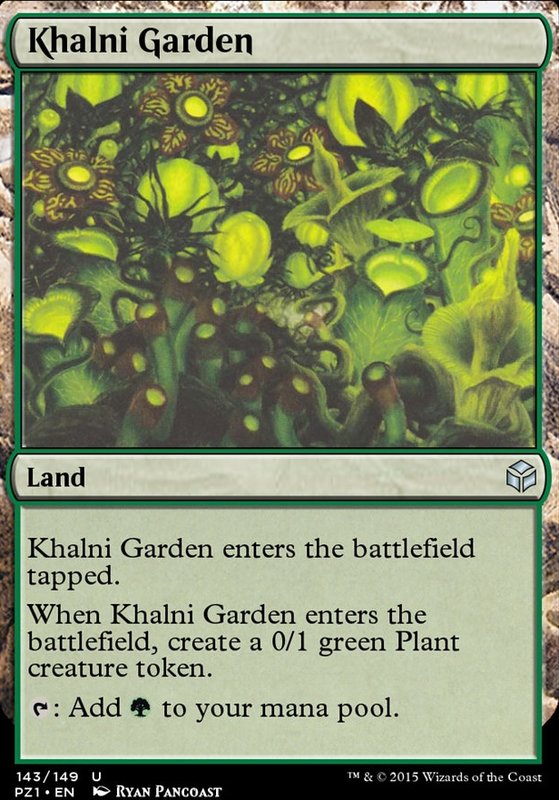 Khalni Garden
Land
Khalni Garden enters the battlefield
tapped.
When Khalni Garden enters the
battlefield, create a 0/1 green Plant
creature token.
: Add to your mana pool.
143/149 U
PZ1 • EN Ryan Pancoast
™ & © 2015 Wizards of the Coast